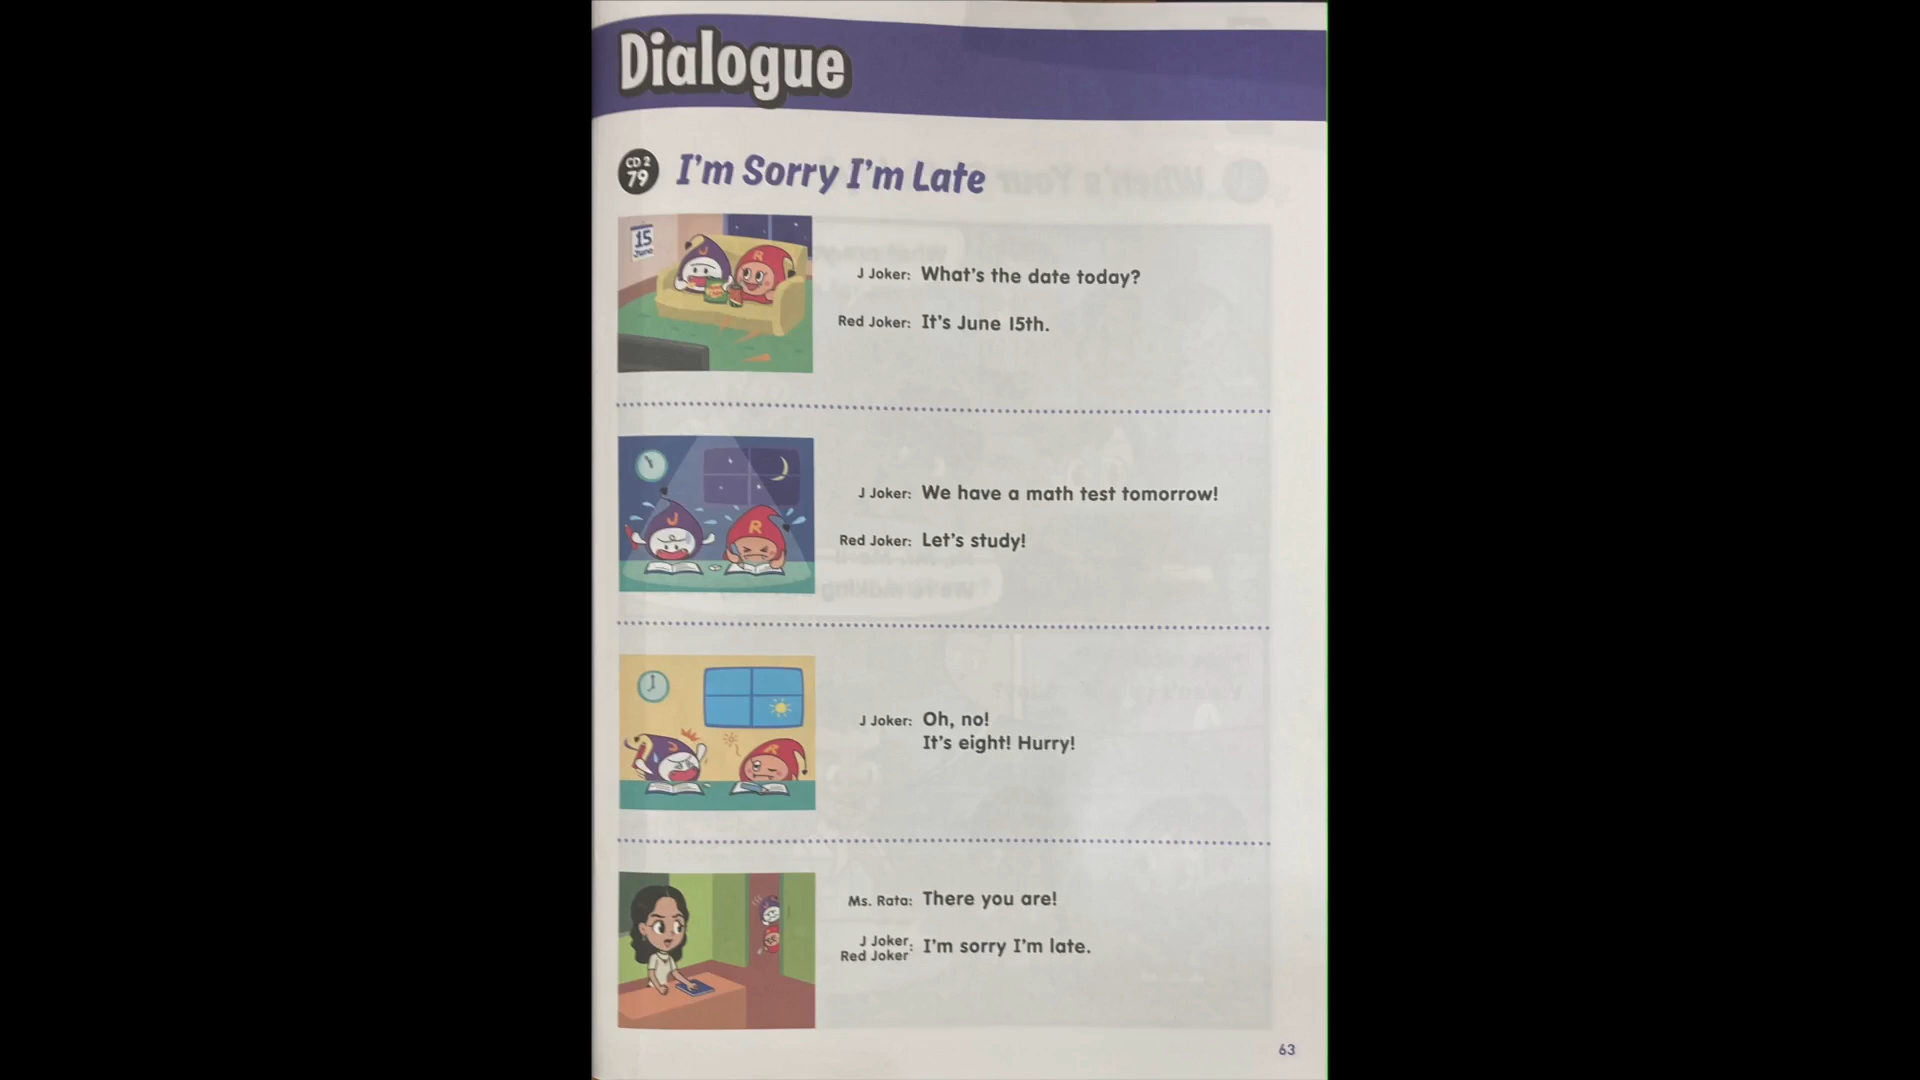 Dialogue
CD 2
79
I'm Sorry I'm Late
15
June
J
R
J Joker: What's the date today?
Red Joker: It's June 15th.
J
R
J Joker: We have a math test tomorrow!
Red Joker: Let's study!
J
R
J Joker: Oh, no!
It's eight! Hurry!
Ms. Rata: There you are!
J Joker
Red Joker: I'm sorry I'm late.
63